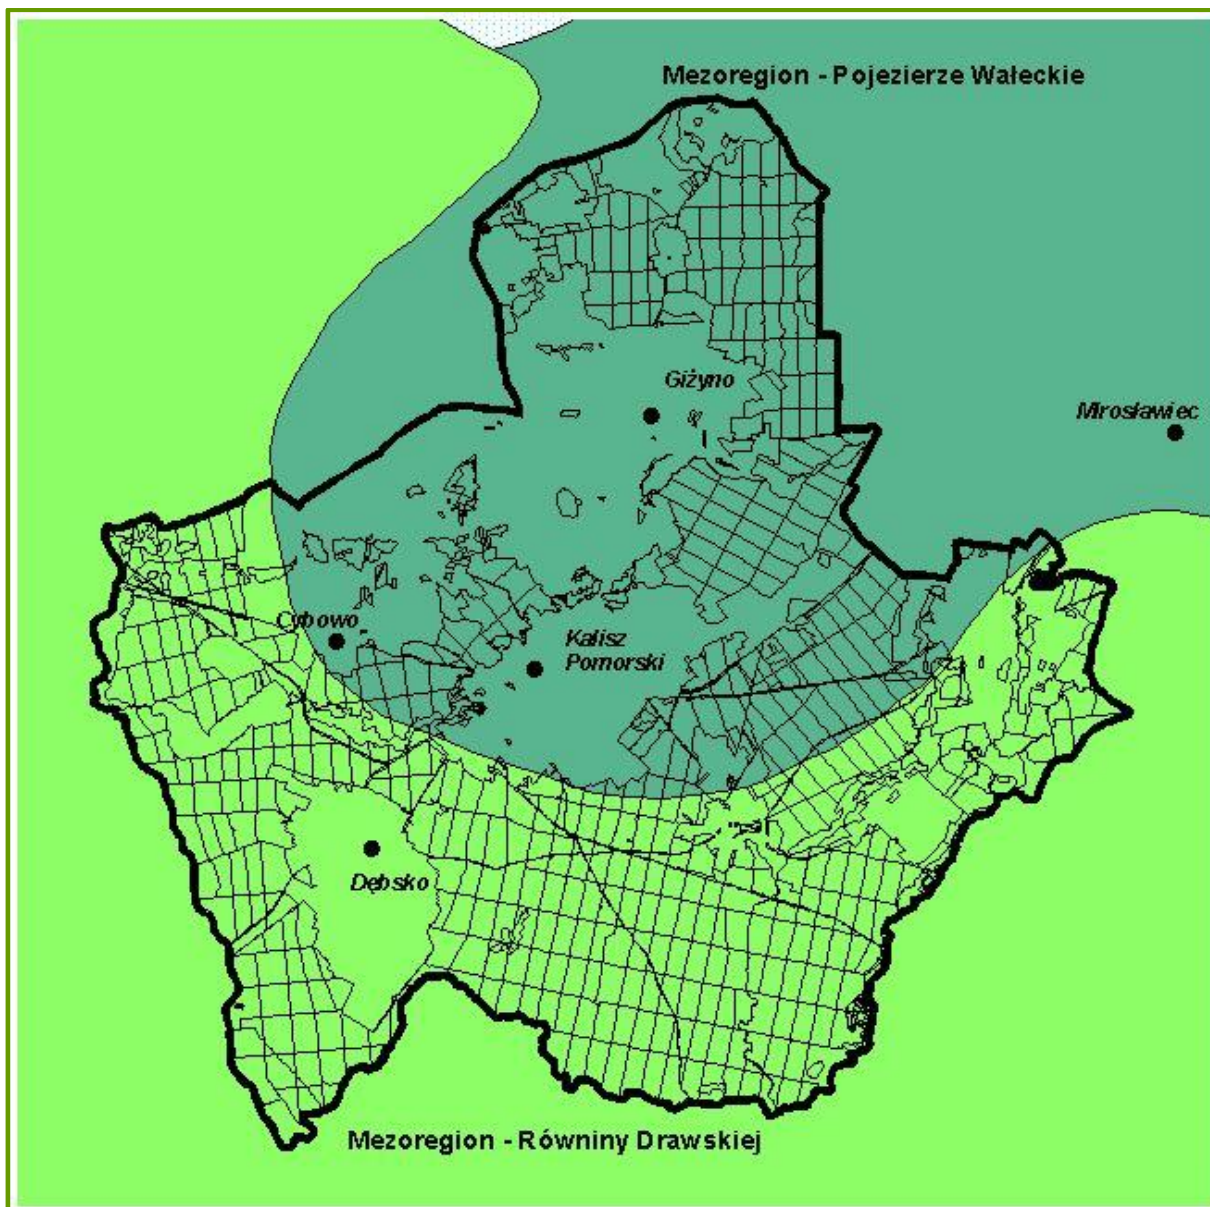 Mezoregion - Pojezierze Wałeckie
Giżyno
Mirosławiec
Cybowo
Kalisz
Pomorski
Dębsko
Mezoregion - Równiny Drawskiej